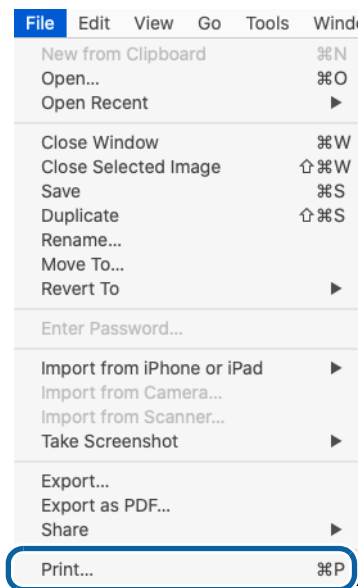 File Edit View Go Tools
New from Clipboard ⌘N
Open... ⌘O
Open Recent ▶
Close Window ⌘W
Close Selected Image ⇧⌘W
Save ⌘S
Duplicate ⇧⌘S
Rename...
Move To...
Revert To ▶
Enter Password...
Import from iPhone or iPad ▶
Import from Camera...
Import from Scanner...
Take Screenshot ▶
Export...
Export as PDF...
Share ▶
Print... ⌘P